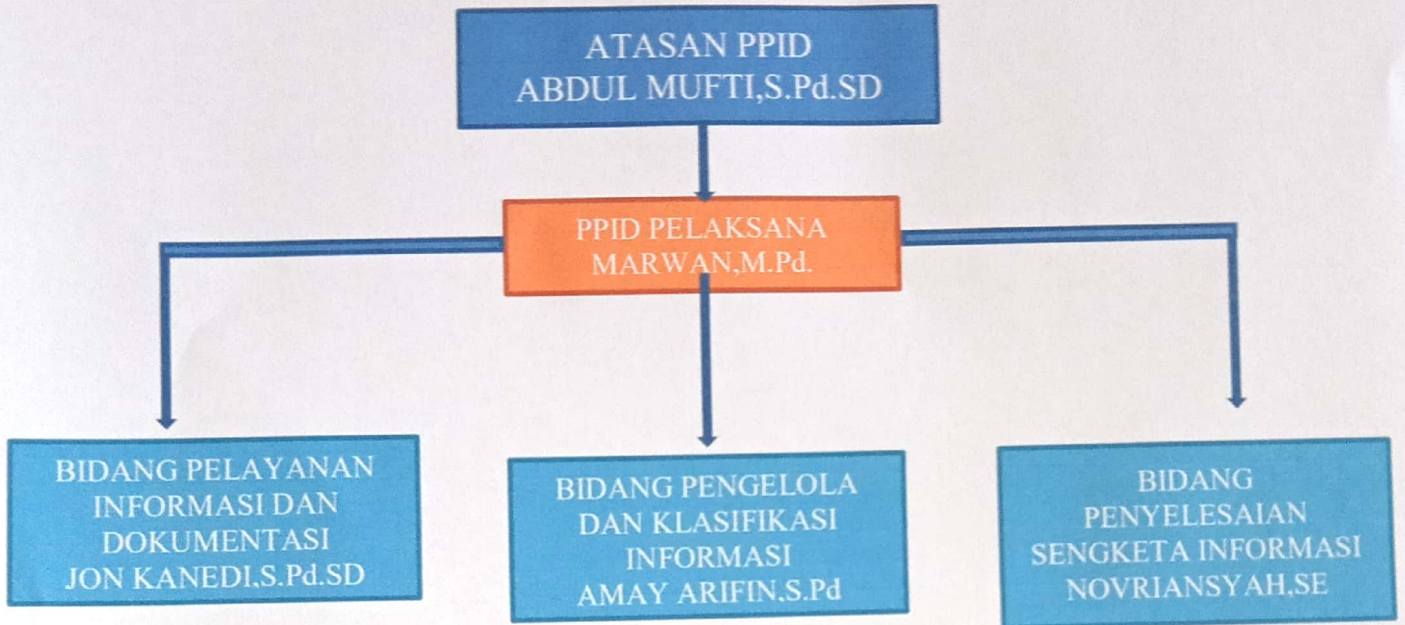 ATASAN PPID
ABDUL MUFTI,S.Pd.SD
PPID PELAKSANA
MARWAN,M.Pd.
BIDANG PELAYANAN
INFORMASI DAN
DOKUMENTASI
JON KANEDI,S.Pd.SD
BIDANG PENGELOLA
DAN KLASIFIKASI
INFORMASI
AMAY ARIFIN,S.Pd
BIDANG
PENYELESAIAN
SENGKETA INFORMASI
NOVRIANSYAH,SE